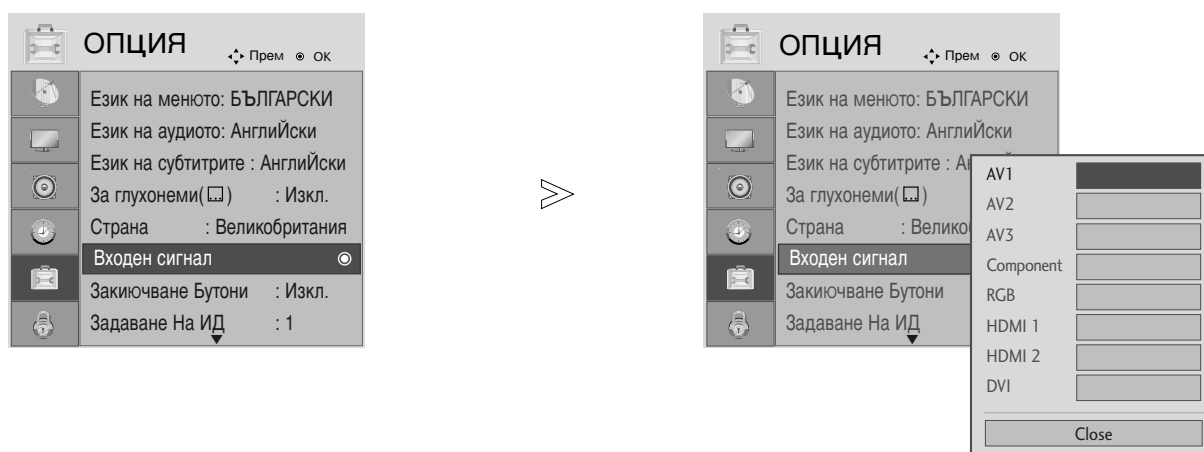 ОПЦИЯ Прем ОК
Език на менюто: БЪЛГАРСКИ
Език на аудиото: АнглиЙски
Език на субтитрите : АнглиЙски
За глухонеми( ) : Изкл.
Страна : Великобритания
Входен сигнал
Закиючване Бутони : Изкл.
Задаване На ИД : 1
ОПЦИЯ Прем ОК
Език на менюто: БЪЛГАРСКИ
Език на аудиото: АнглиЙски
Език на субтитрите :
За глухонеми( ) : Изкл.
Страна : Велико
Входен сигнал
Закиючване Бутони
Задаване На ИД
AV1
AV2
AV3
Component
RGB
HDMI 1
HDMI 2
DVI
Close